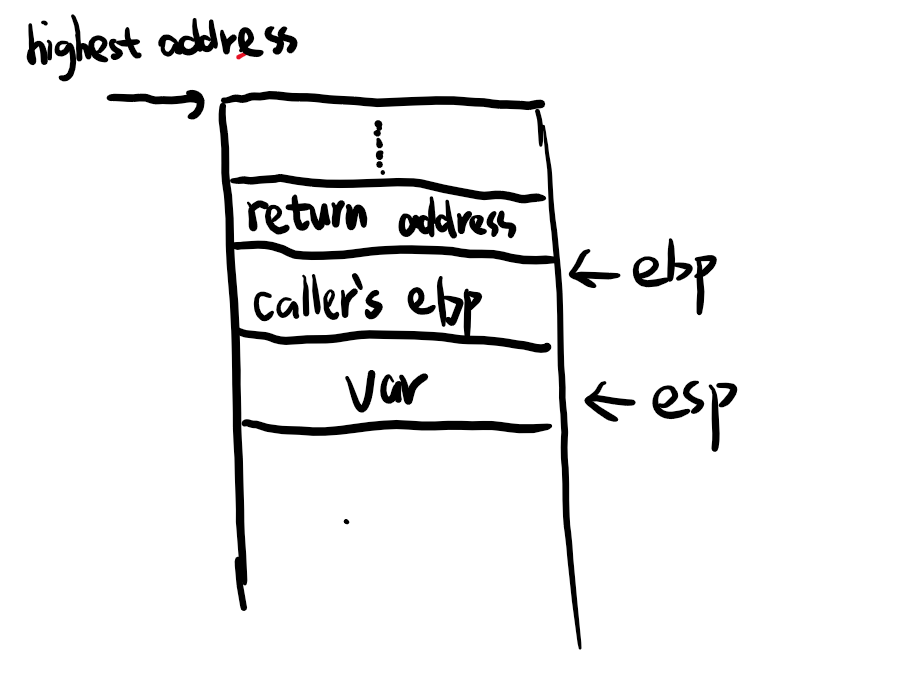 highest address
return address
caller's ebp
← ebp
var
← esp